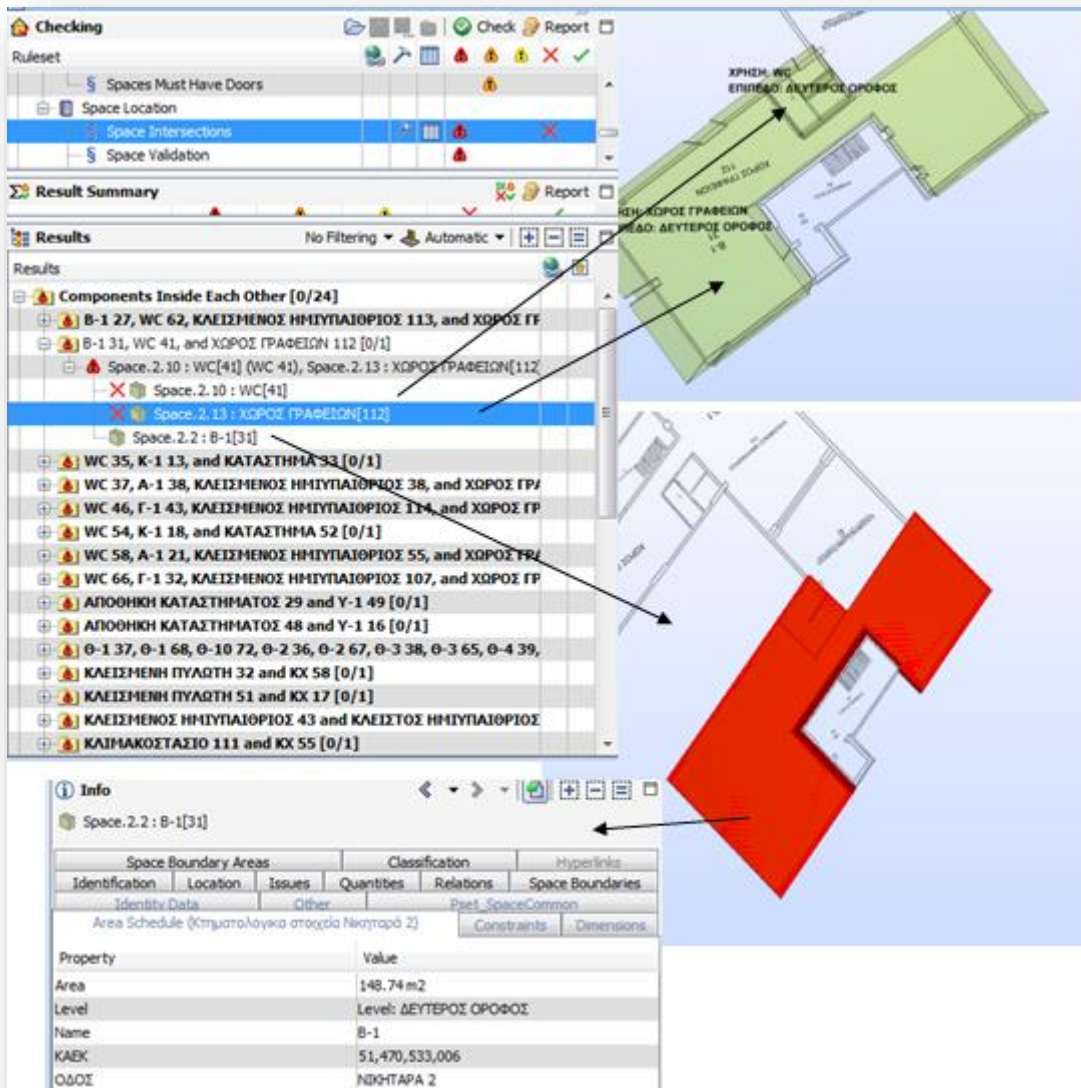 Checking
Check Report
Ruleset
§ Spaces Must Have Doors
Space Location
§ Space Intersections
§ Space Validation
Result Summary
Report
Results
No Filtering Automatic
Results
Components Inside Each Other [0/24]
B-1 27, WC 62, ΚΛΕΙΣΜΕΝΟΣ ΗΜΙΥΠΑΙΘΡΙΟΣ 113, and ΧΩΡΟΣ ΓΡ
B-1 31, WC 41, and ΧΩΡΟΣ ΓΡΑΦΕΙΩΝ 112 [0/1]
Space.2.10 : WC[41] (WC 41), Space.2.13 : ΧΩΡΟΣ ΓΡΑΦΕΙΩΝ[112]
Space.2.10 : WC[41]
Space.2.13 : ΧΩΡΟΣ ΓΡΑΦΕΙΩΝ[112]
Space.2.2 : B-1[31]
WC 35, K-1 13, and ΚΑΤΑΣΤΗΜΑ 33 [0/1]
WC 37, A-1 38, ΚΛΕΙΣΜΕΝΟΣ ΗΜΙΥΠΑΙΘΡΙΟΣ 38, and ΧΩΡΟΣ ΓΡΑ
WC 46, Γ-1 43, ΚΛΕΙΣΜΕΝΟΣ ΗΜΙΥΠΑΙΘΡΙΟΣ 114, and ΧΩΡΟΣ ΓΡ
WC 54, K-1 18, and ΚΑΤΑΣΤΗΜΑ 52 [0/1]
WC 58, A-1 21, ΚΛΕΙΣΜΕΝΟΣ ΗΜΙΥΠΑΙΘΡΙΟΣ 55, and ΧΩΡΟΣ ΓΡΑ
WC 66, Γ-1 32, ΚΛΕΙΣΜΕΝΟΣ ΗΜΙΥΠΑΙΘΡΙΟΣ 107, and ΧΩΡΟΣ ΓΡ
ΑΠΟΘΗΚΗ ΚΑΤΑΣΤΗΜΑΤΟΣ 29 and Υ-1 49 [0/1]
ΑΠΟΘΗΚΗ ΚΑΤΑΣΤΗΜΑΤΟΣ 48 and Υ-1 16 [0/1]
Θ-1 37, Θ-1 68, Θ-10 72, Θ-2 36, Θ-2 67, Θ-3 38, Θ-3 65, Θ-4 39,
ΚΛΕΙΣΜΕΝΗ ΠΥΛΩΤΗ 32 and ΚΧ 58 [0/1]
ΚΛΕΙΣΜΕΝΗ ΠΥΛΩΤΗ 51 and ΚΧ 17 [0/1]
ΚΛΕΙΣΜΕΝΟΣ ΗΜΙΥΠΑΙΘΡΙΟΣ 43 and ΚΛΕΙΣΤΟΣ ΗΜΙΥΠΑΙΘΡΙΟΣ
ΚΛΙΜΑΚΟΣΤΑΣΙΟ 111 and ΚΧ 55 [0/1]
ΧΡΗΣΗ: WC
ΕΠΙΠΕΔΟ: ΔΕΥΤΕΡΟΣ ΟΡΟΦΟΣ
ΧΩΡΟΣ ΓΡΑΦΕΙΩΝ
112
ΗΣΗ: ΧΩΡΟΣ ΓΡΑΦΕΙΩΝ
ΠΕΔΟ: ΔΕΥΤΕΡΟΣ ΟΡΟΦΟΣ
B-1
31
Info
Space.2.2 : B-1[31]
Space Boundary Areas Classification Hyperlinks
Identification Location Issues Quantities Relations Space Boundaries
Identity Data Other Pset_SpaceCommon
Area Schedule (Κτηματολογικα στοιχεία Νικηταρά 2) Constraints Dimensions
Property Value
Area 148.74 m2
Level Level: ΔΕΥΤΕΡΟΣ ΟΡΟΦΟΣ
Name B-1
ΚΑΕΚ 51,470,533,006
ΟΔΟΣ ΝΙΚΗΤΑΡΑ 2